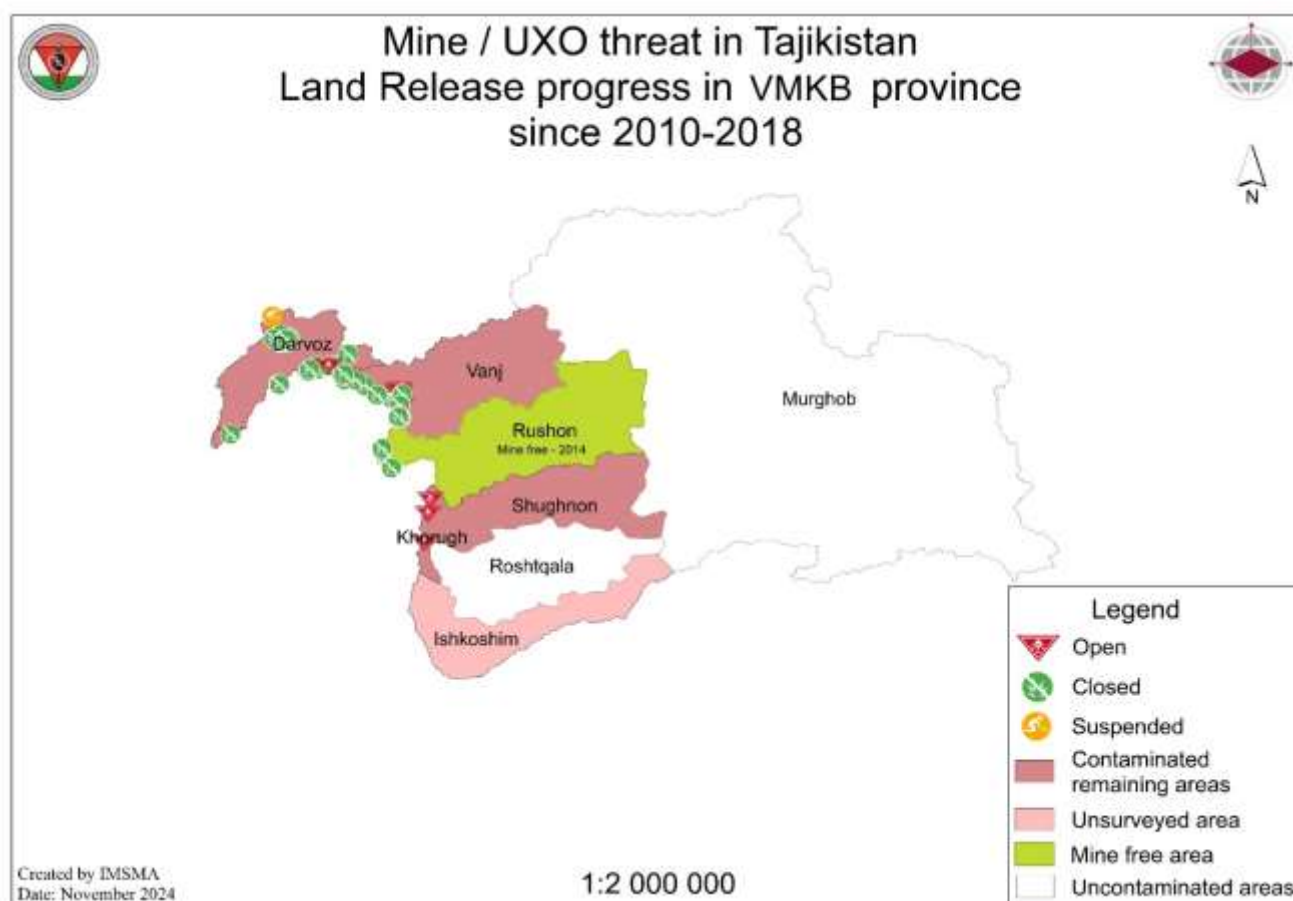 Mine / UXO threat in Tajikistan
Land Release progress in VMKB province
since 2010-2018
N
Darvoz
Vanj
Murghob
Rushon
Mine free - 2014
Shughnon
Khorugh
Roshtqala
Ishkoshim
Legend
Open
Closed
Suspended
Contaminated
remaining areas
Unsurveyed area
Mine free area
Uncontaminated areas
Created by IMSMA
Date: November 2024
1:2 000 000